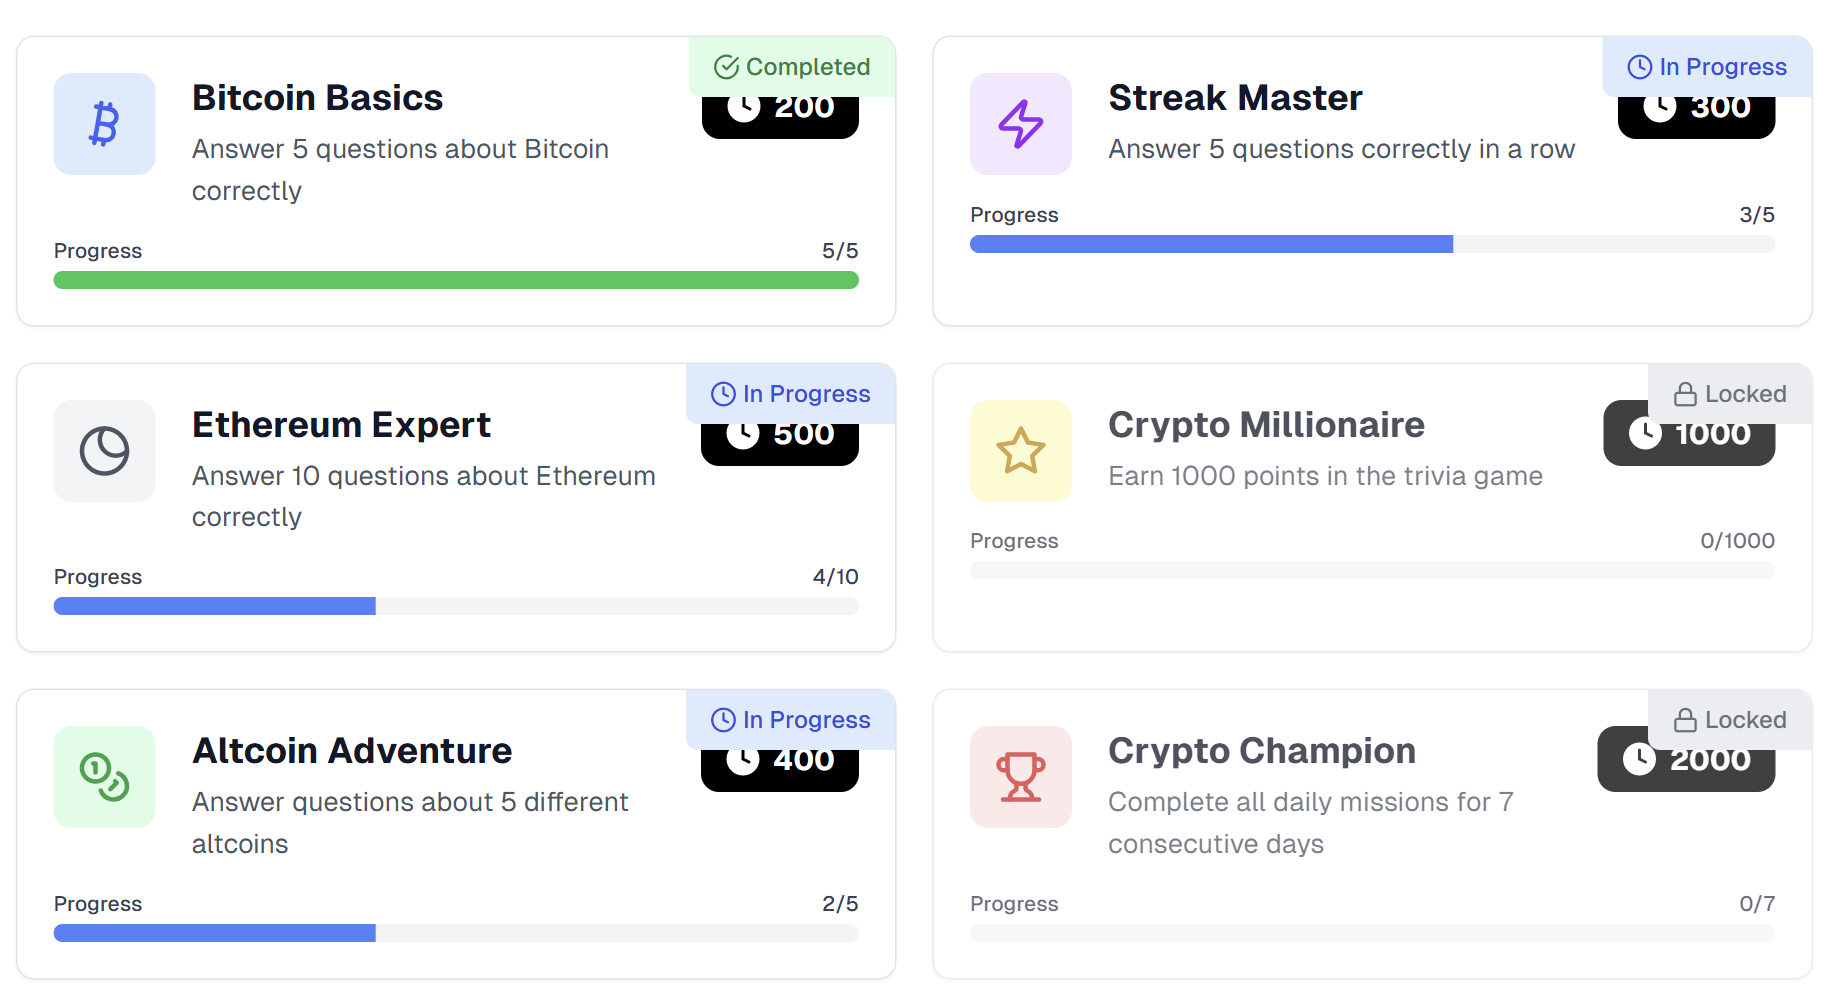 Completed
Bitcoin Basics
200
Answer 5 questions about Bitcoin
correctly
Progress
5/5
In Progress
Streak Master
300
Answer 5 questions correctly in a row
Progress
3/5
In Progress
Ethereum Expert
500
Answer 10 questions about Ethereum
correctly
Progress
4/10
Locked
Crypto Millionaire
1000
Earn 1000 points in the trivia game
Progress
0/1000
In Progress
Altcoin Adventure
400
Answer questions about 5 different
altcoins
Progress
2/5
Locked
Crypto Champion
2000
Complete all daily missions for 7
consecutive days
Progress
0/7